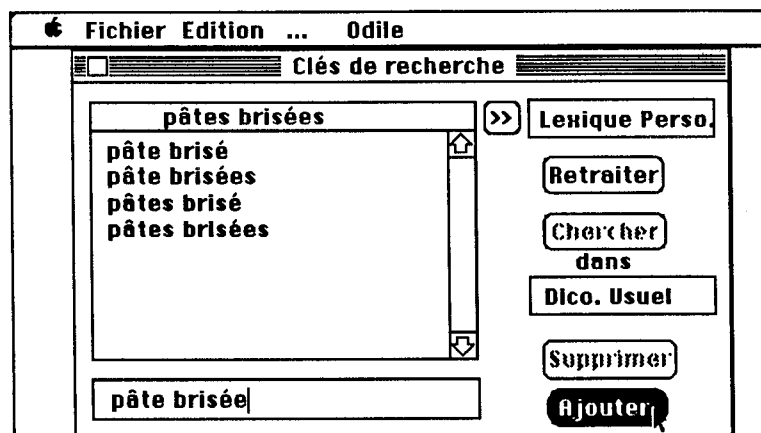 Fichier Edition ... Odile
Clés de recherche
pâtes brisées
>>
Lexique Perso.
pâte brisé
pâte brisées
pâtes brisé
pâtes brisées
Retraiter
Chercher
dans
Dico. Usuel
Supprimer
pâte brisée
Ajouter